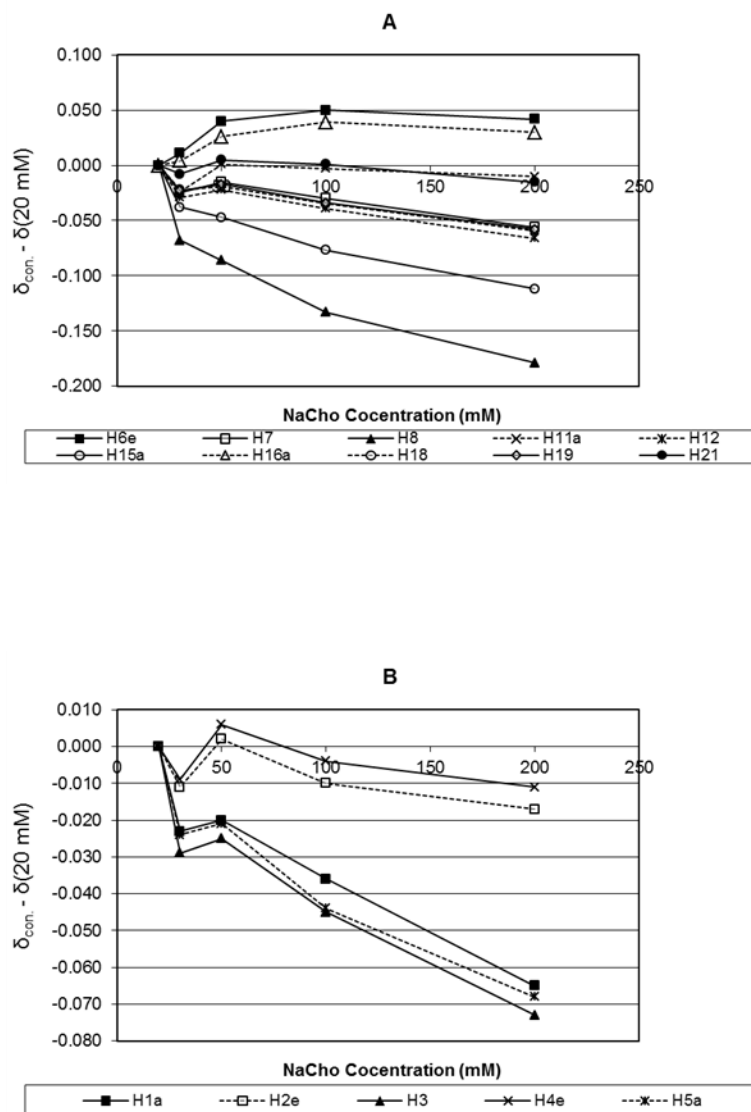 A
0.100
0.050
0.000
0 50 100 150 200 250
-0.050
-0.100
-0.150
-0.200
δcon. - δ(20 mM)
NaCho Cocentration (mM)
H6e H7 H8 H11a H12
H15a H16a H18 H19 H21
B
0.010
0.000
0 50 100 150 200 250
-0.010
-0.020
-0.030
-0.040
-0.050
-0.060
-0.070
-0.080
δcon. - δ(20 mM)
NaCho Cocentration (mM)
H1a H2e H3 H4e H5a